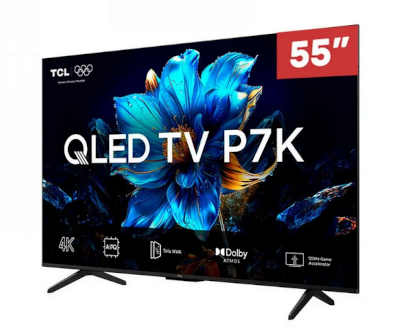 55"
TCL
QLED TV P7K
4K
AIPQ
Tela HVA
Dolby
ATMOS
120Hz Game
Accelerator